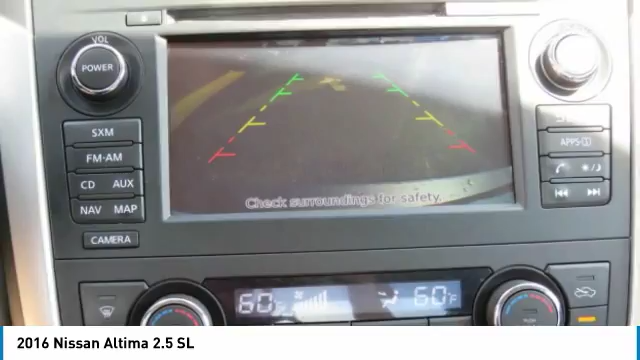 VOL
POWER
SXM
FM-AM
CD AUX
NAV MAP
CAMERA
APPS·(i)
Check surroundings for safety.
60°F
60°F
PUSH
2016 Nissan Altima 2.5 SL